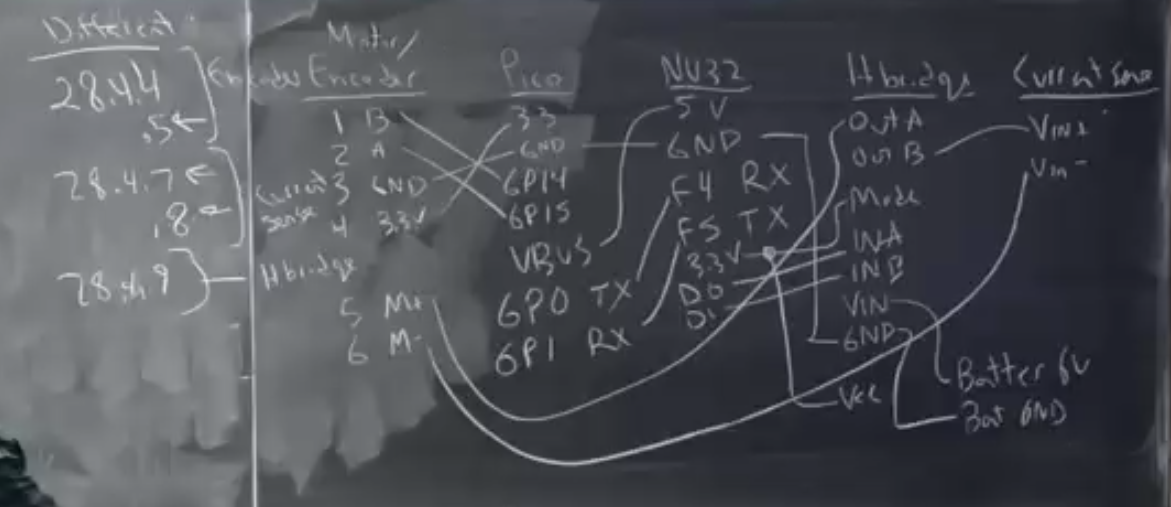 Different
28.4.4
.5
Encoder
28.4.7
.8
Current
sense
28.4.9
Hbridge
Motor/
Encoder
1 B
2 A
3 GND
4 3.3V
5 M+
6 M-
Pico
3.3
GND
GP14
GP15
VBUS
GP0 TX
GP1 RX
NU32
5V
GND
F4 RX
F5 TX
3.3V
D0
D1
Hbridge
Out A
Out B
Mode
INA
INB
VIN
GND
Vcc
Current sense
VIN+
Vin-
Batter 6V
Bat GND